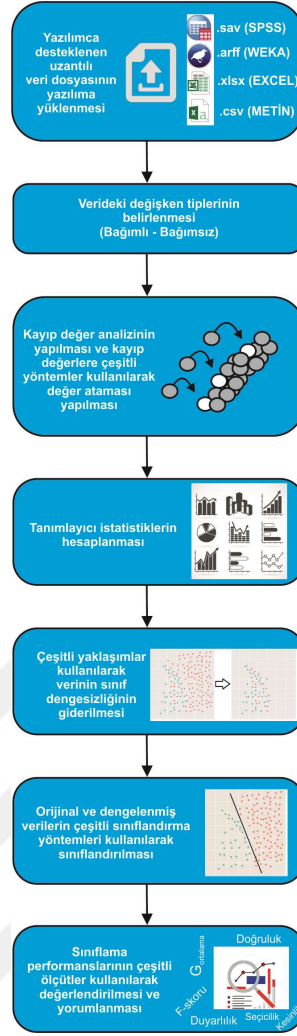 Yazılımca
desteklenen
uzantılı
veri dosyasının
yazılıma
yüklenmesi
.sav (SPSS)
.arff (WEKA)
.xlsx (EXCEL)
.csv (METİN)
Verideki değişken tiplerinin
belirlenmesi
(Bağımlı - Bağımsız)
Kayıp değer analizinin
yapılması ve kayıp
değerlere çeşitli
yöntemler kullanılarak
değer ataması
yapılması
Tanımlayıcı istatistiklerin
hesaplanması
Çeşitli yaklaşımlar
kullanılarak
verinin sınıf
dengesizliğinin
giderilmesi
Orijinal ve dengelenmiş
verilerin çeşitli sınıflandırma
yöntemleri kullanılarak
sınıflandırılması
Sınıflama
performanslarının çeşitli
ölçütler kullanılarak
değerlendirilmesi ve
yorumlanması
Gortalama
Doğruluk
F-skoru
Duyarlılık
Seçicilik